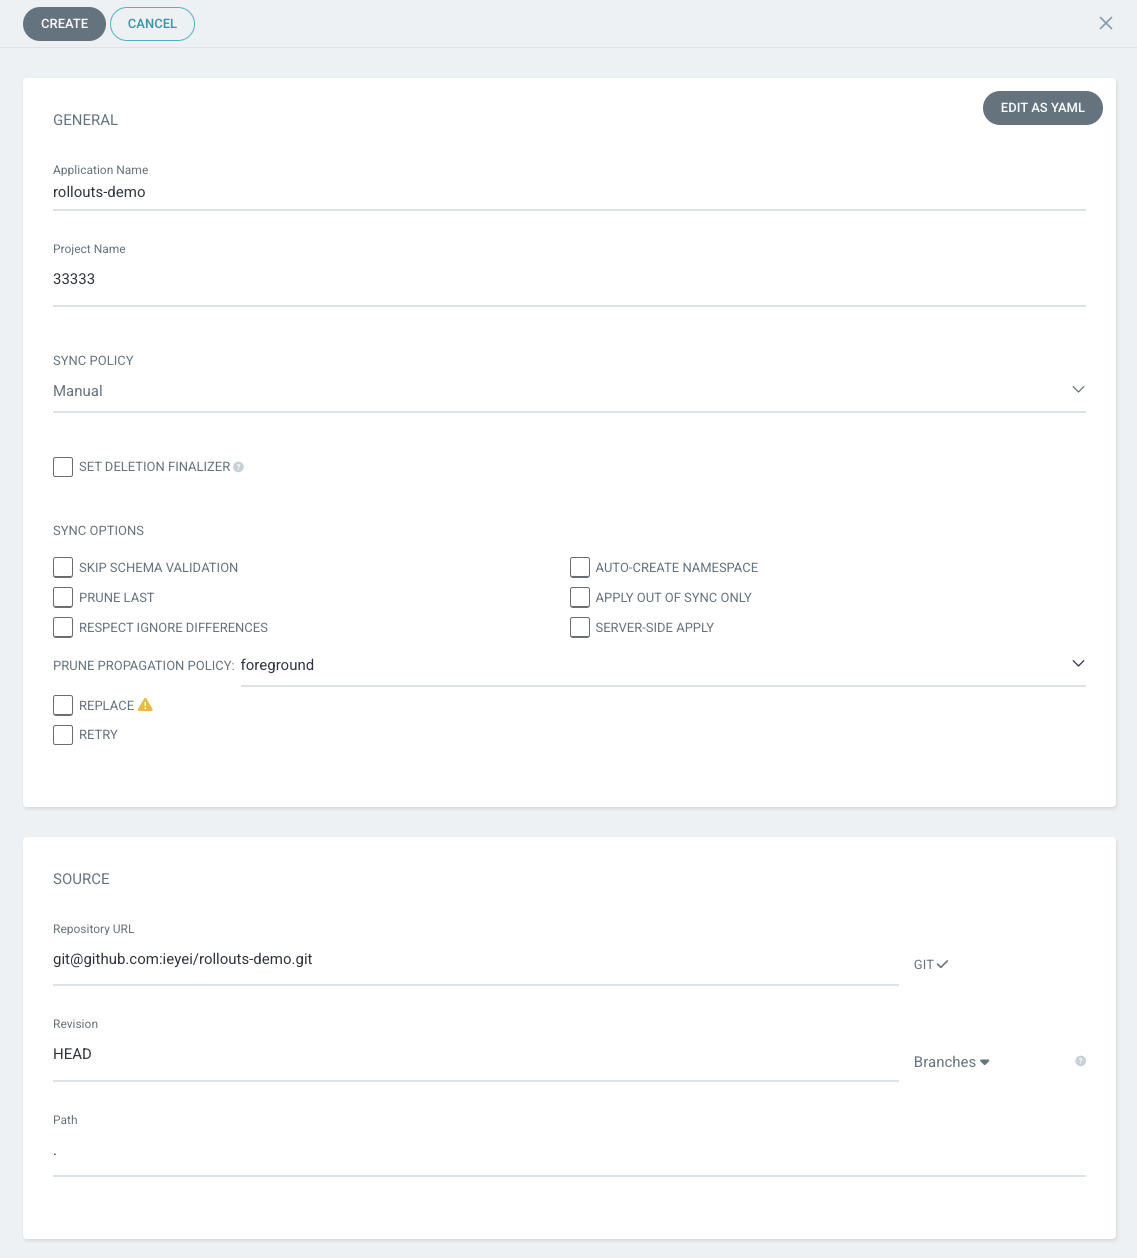 CREATE CANCEL
GENERAL
EDIT AS YAML
Application Name
rollouts-demo
Project Name
33333
SYNC POLICY
Manual
SET DELETION FINALIZER ?
SYNC OPTIONS
SKIP SCHEMA VALIDATION AUTO-CREATE NAMESPACE
PRUNE LAST APPLY OUT OF SYNC ONLY
RESPECT IGNORE DIFFERENCES SERVER-SIDE APPLY
PRUNE PROPAGATION POLICY: foreground
REPLACE
RETRY
SOURCE
Repository URL
git@github.com:ieyei/rollouts-demo.git
GIT
Revision
HEAD
Branches ?
Path
.